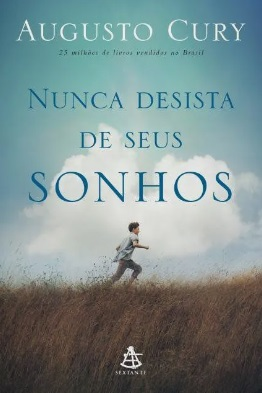 AUGUSTO CURY
25 milhões de livros vendidos no Brasil
NUNCA DESISTA
DE SEUS
SONHOS
SEXTANTE